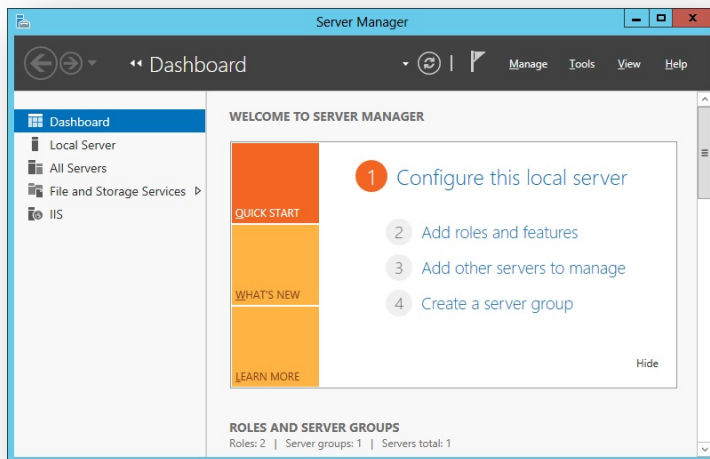 Server Manager
Dashboard
Manage Tools View Help
Dashboard
Local Server
All Servers
File and Storage Services
IIS
WELCOME TO SERVER MANAGER
QUICK START
WHAT'S NEW
LEARN MORE
1 Configure this local server
2 Add roles and features
3 Add other servers to manage
4 Create a server group
Hide
ROLES AND SERVER GROUPS
Roles: 2 | Server groups: 1 | Servers total: 1